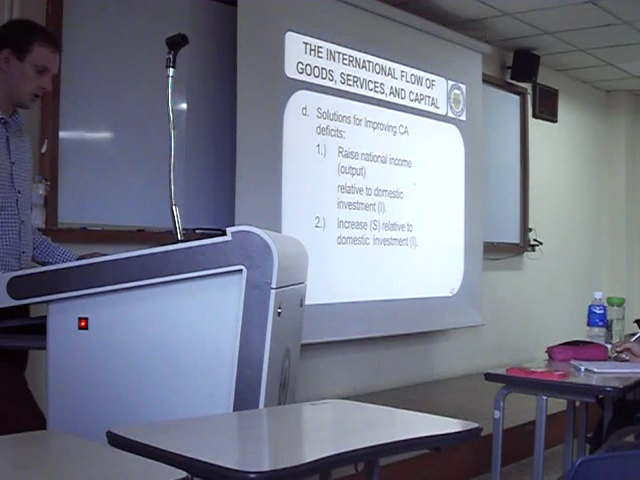 THE INTERNATIONAL FLOW OF
GOODS, SERVICES, AND CAPITAL
d. Solutions for Improving CA
deficits:
1.) Raise national income
(output)
relative to domestic
investment (I).
2.) Increase (S) relative to
domestic investment (I).